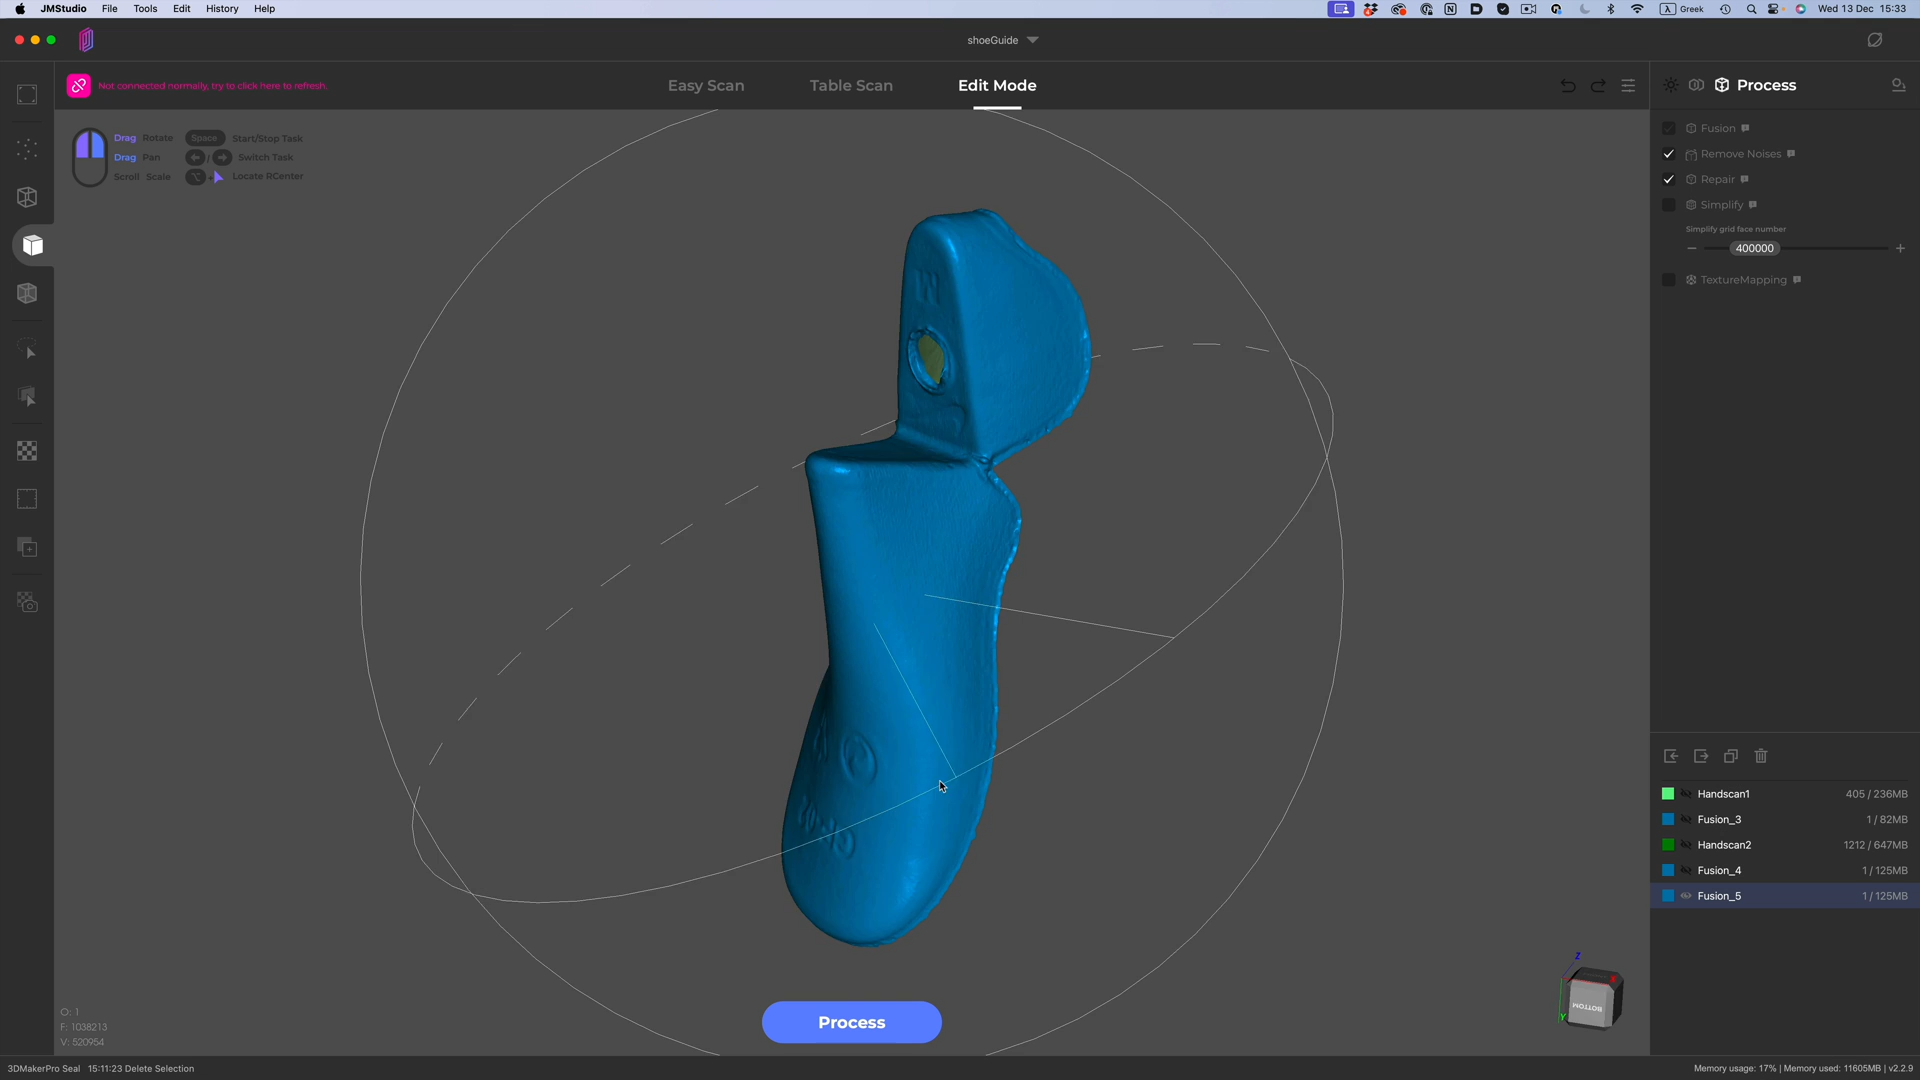 JMStudio File Tools Edit History Help
Greek Wed 13 Dec 15:33
shoeGuide
Not connected normally, try to click here to refresh.
Easy Scan Table Scan Edit Mode
Process
Drag Rotate Space Start/Stop Task
Drag Pan / Switch Task
Scroll Scale Locate RCenter
Fusion
Remove Noises
Repair
Simplify
Simplify grid face number
400000
TextureMapping
M
Handscan1 405 / 236MB
Fusion_3 1 / 82MB
Handscan2 1212 / 647MB
Fusion_4 1 / 125MB
Fusion_5 1 / 125MB
Z
X
BOTTOM
Y
Process
O: 1
F: 1038213
V: 520954
3DMakerPro Seal 15:11:23 Delete Selection
Memory usage: 17% | Memory used: 11605MB | v2.2.9